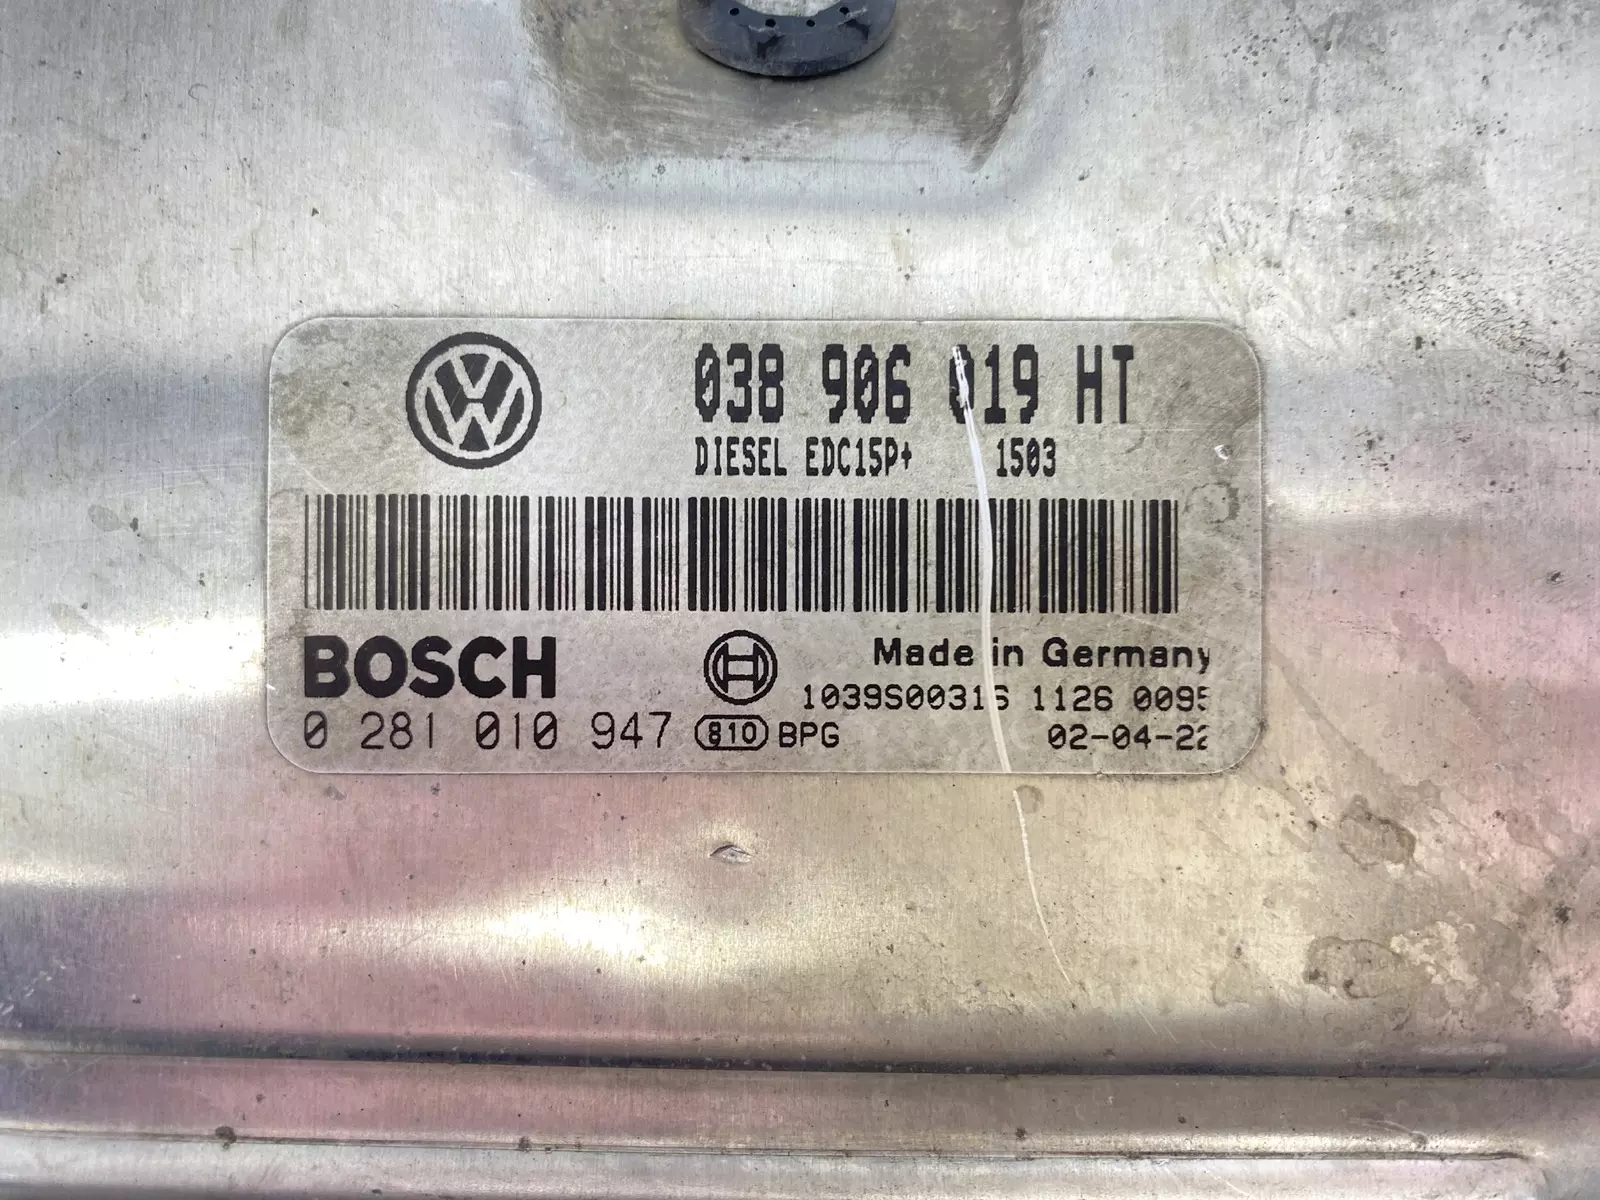 038 906 019 HT
DIESEL EDC15P+ 1503
BOSCH
Made in Germany
1039S00316 1126 0095
0 281 010 947 810 BPG 02-04-22